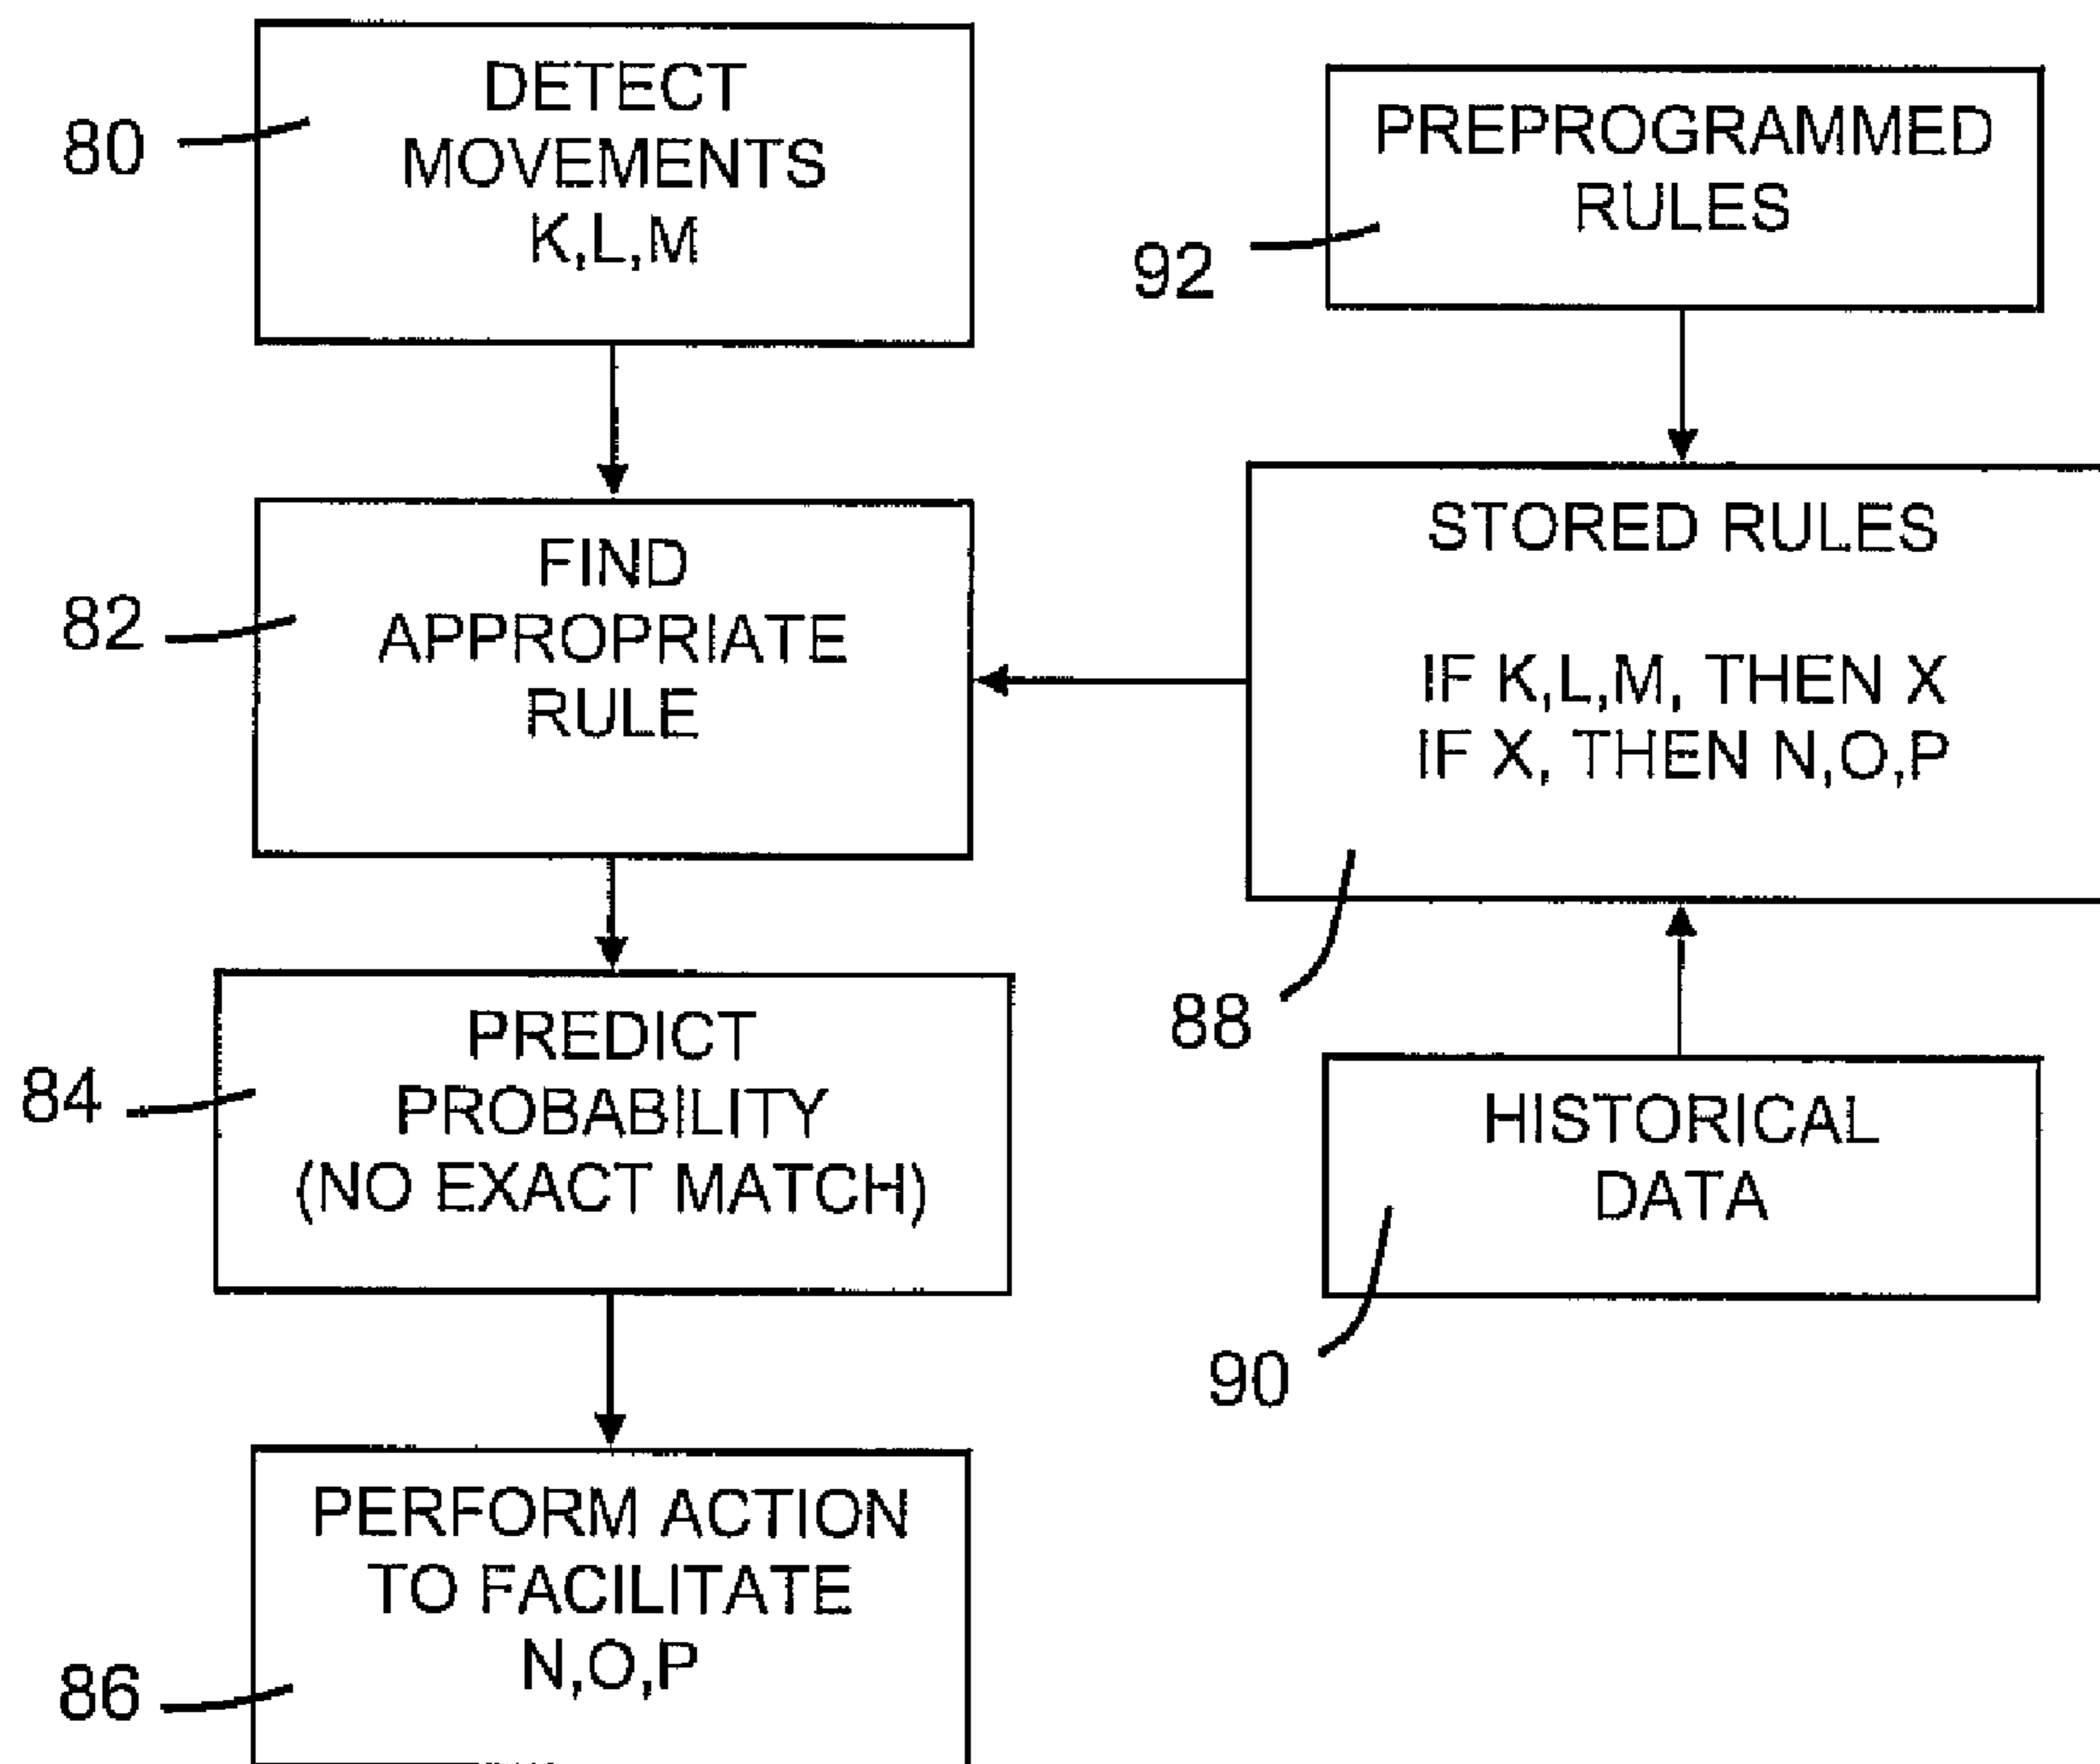 80
DETECT
MOVEMENTS
K,L,M
82
FIND
APPROPRIATE
RULE
84
PREDICT
PROBABILITY
(NO EXACT MATCH)
86
PERFORM ACTION
TO FACILITATE
N,O,P
92
PREPROGRAMMED
RULES
88
STORED RULES
IF K,L,M, THEN X
IF X, THEN N,O,P
90
HISTORICAL
DATA